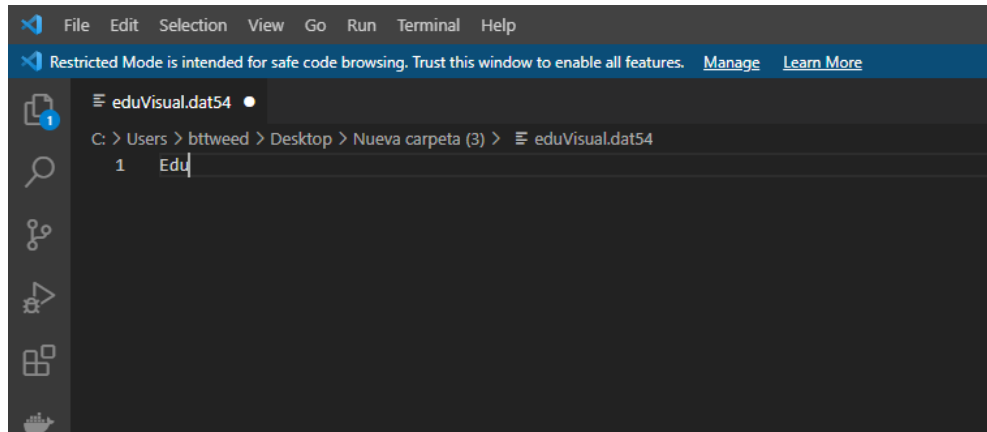 File Edit Selection View Go Run Terminal Help
Restricted Mode is intended for safe code browsing. Trust this window to enable all features. Manage Learn More
1
eduVisual.dat54
C: > Users > bttweed > Desktop > Nueva carpeta (3) > eduVisual.dat54
1 Edu